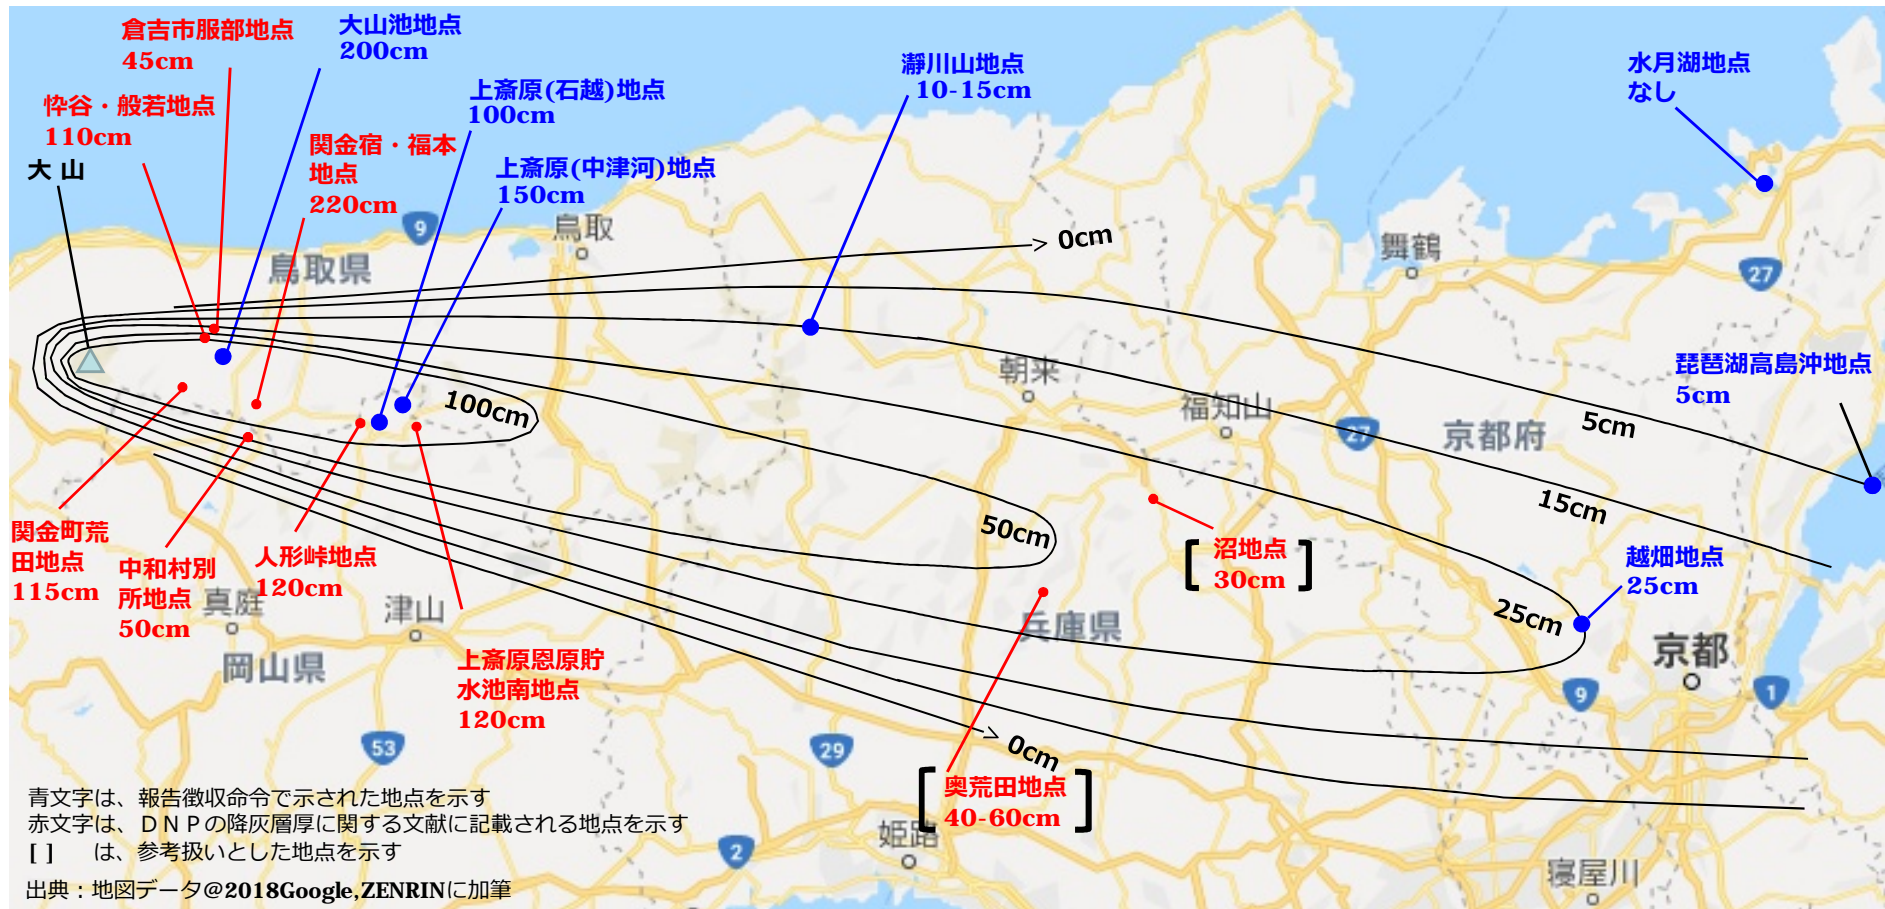 倉吉市服部地点
45cm
大山池地点
200cm
上斎原(石越)地点
100cm
瀞川山地点
10-15cm
水月湖地点
なし
忰谷・般若地点
110cm
関金宿・福本
地点
220cm
上斎原(中津河)地点
150cm
大 山
9
鳥取
鳥取県
0cm
舞鶴
27
朝来
福知山
27
京都府
琵琶湖高島沖地点
5cm
100cm
5cm
15cm
50cm
25cm
関金町荒
田地点
115cm
中和村別
所地点
50cm
人形峠地点
120cm
[ 沼地点
30cm ]
越畑地点
25cm
真庭
津山
岡山県
兵庫県
京都
上斎原恩原貯
水池南地点
120cm
9
1
53
29
0cm
[ 奥荒田地点
40-60cm ]
姫路
2
寝屋川
青文字は、報告徴収命令で示された地点を示す
赤文字は、ＤＮＰの降灰層厚に関する文献に記載される地点を示す
[ ] は、参考扱いとした地点を示す
出典：地図データ@2018Google,ZENRINに加筆